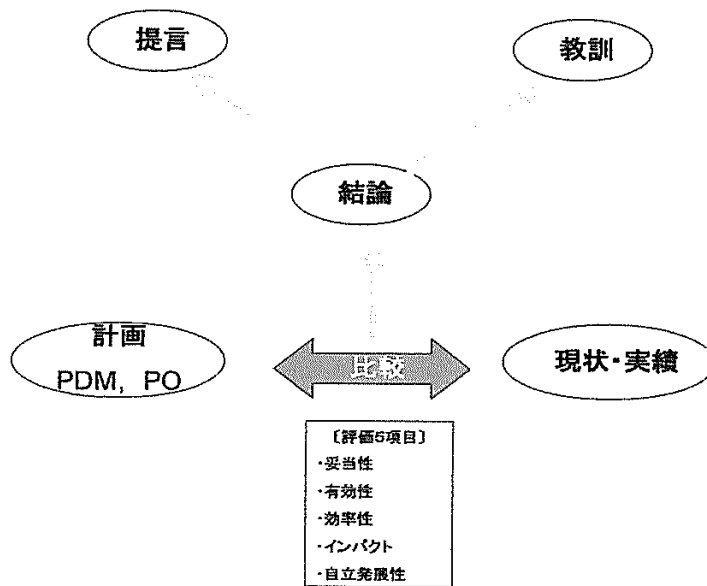 提言
教訓
結論
計画
PDM, PO
比較
現状・実績
〔評価5項目〕
・妥当性
・有効性
・効率性
・インパクト
・自立発展性